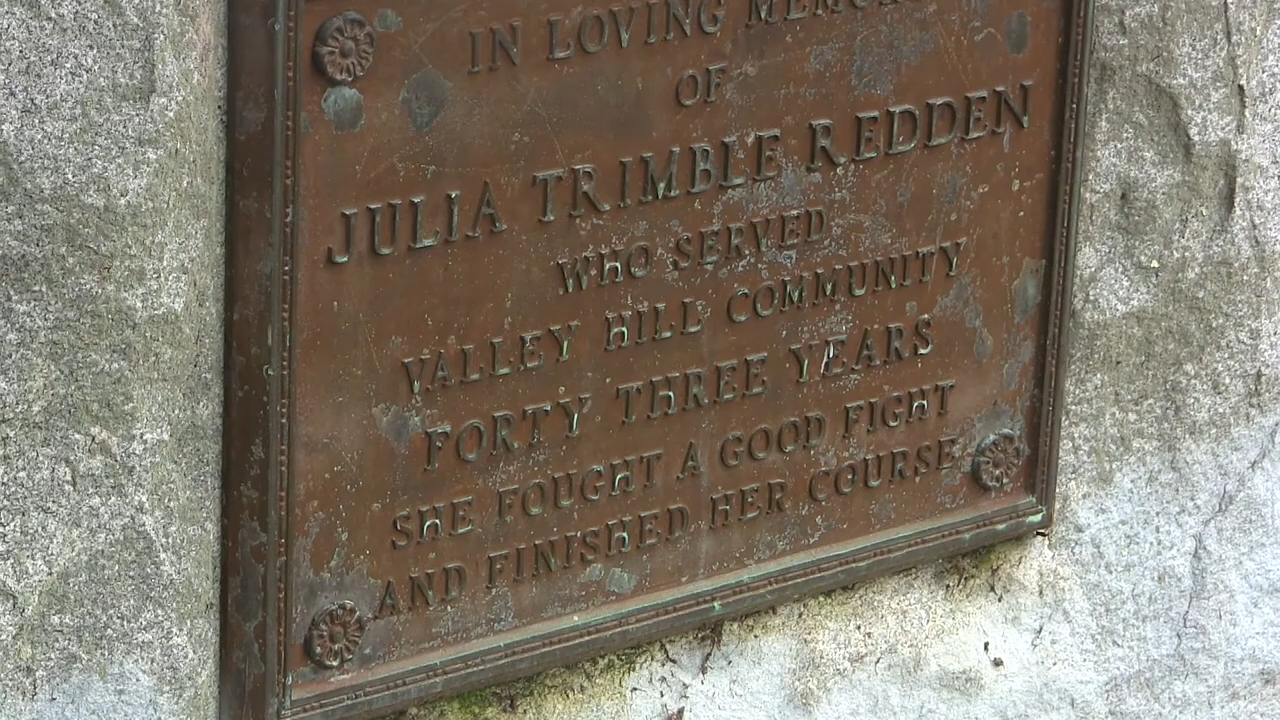 IN LOVING MEMORY
OF
JULIA TRIMBLE REDDEN
WHO SERVED
VALLEY HILL COMMUNITY
FORTY THREE YEARS
SHE FOUGHT A GOOD FIGHT
AND FINISHED HER COURSE